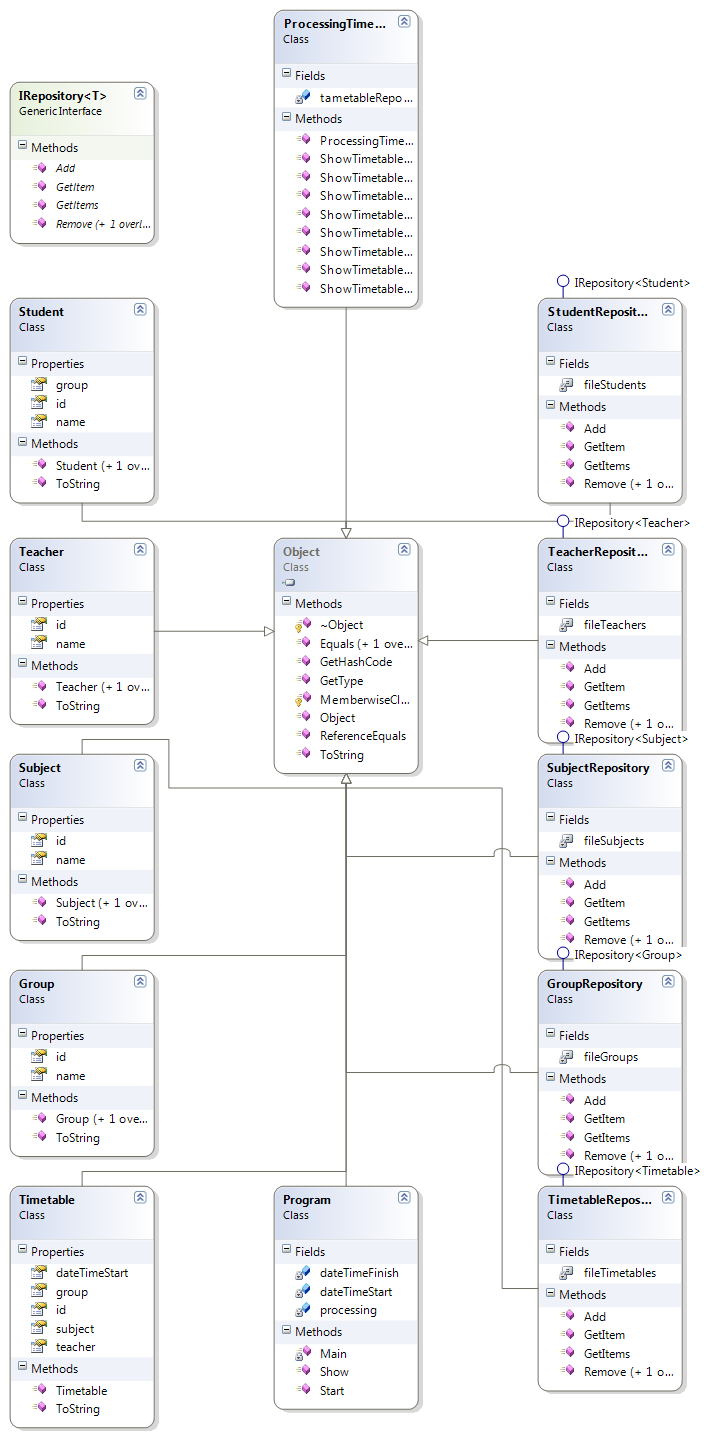 ProcessingTime...
Class
Fields
tametableRepo...
Methods
ProcessingTime...
ShowTimetable...
ShowTimetable...
ShowTimetable...
ShowTimetable...
ShowTimetable...
ShowTimetable...
ShowTimetable...
ShowTimetable...
IRepository<T>
Generic Interface
Methods
Add
GetItem
GetItems
Remove (+ 1 overl...
Student
Class
Properties
group
id
name
Methods
Student (+ 1 ov...
ToString
IRepository<Student>
StudentReposit...
Class
Fields
fileStudents
Methods
Add
GetItem
GetItems
Remove (+ 1 o...
Teacher
Class
Properties
id
name
Methods
Teacher (+ 1 ov...
ToString
Object
Class
Methods
~Object
Equals (+ 1 ove...
GetHashCode
GetType
MemberwiseCl...
Object
ReferenceEquals
ToString
IRepository<Teacher>
TeacherReposit...
Class
Fields
fileTeachers
Methods
Add
GetItem
GetItems
Remove (+ 1 o...
Subject
Class
Properties
id
name
Methods
Subject (+ 1 ov...
ToString
IRepository<Subject>
SubjectRepository
Class
Fields
fileSubjects
Methods
Add
GetItem
GetItems
Remove (+ 1 o...
Group
Class
Properties
id
name
Methods
Group (+ 1 ove...
ToString
IRepository<Group>
GroupRepository
Class
Fields
fileGroups
Methods
Add
GetItem
GetItems
Remove (+ 1 o...
Timetable
Class
Properties
dateTimeStart
group
id
subject
teacher
Methods
Timetable
ToString
Program
Class
Fields
dateTimeFinish
dateTimeStart
processing
Methods
Main
Show
Start
IRepository<Timetable>
TimetableRepos...
Class
Fields
fileTimetables
Methods
Add
GetItem
GetItems
Remove (+ 1 o...